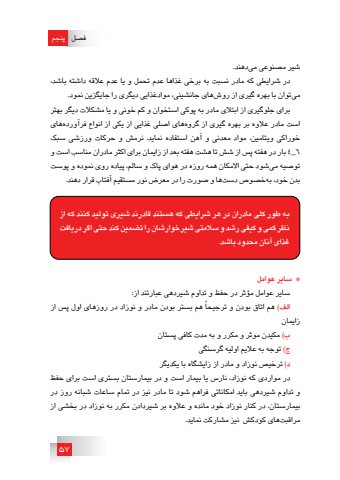 فصل پنجم
شیر مصنوعی می‌دهند.
در شرایطی که مادر نسبت به برخی غذاها عدم تحمل و یا عدم علاقه داشته باشد،
می‌توان با بهره گیری از روش‌های جانشینی، موادغذایی دیگری را جایگزین نمود.
برای جلوگیری از ابتلای مادر به پوکی استخوان و کم خونی و یا مشکلات دیگر بهتر
است مادر علاوه بر بهره گیری از گروه‌های اصلی غذایی از یکی از انواع فرآورده‌های
خوراکی ویتامین، مواد معدنی و آهن استفاده نماید. نرمش و حرکات ورزشی سبک
٤_٦ بار در هفته پس از شش تا هشت هفته بعد از زایمان برای اکثر مادران مناسب است و
توصیه می‌شود حتی الامکان همه روزه در هوای پاک و سالم، پیاده روی نموده و پوست
بدن خود، به‌خصوص دست‌ها و صورت را در معرض نور مستقیم آفتاب قرار دهند.
به طور کلی مادران در هر شرایطی که هستند قادرند شیری تولید کنند که از
نظر کمی و کیفی رشد و سلامتی شیرخوارشان را تضمین کند حتی اگر دریافت
غذای آنان محدود باشد.
* سایر عوامل
سایر عوامل مؤثر در حفظ و تداوم شیردهی عبارتند از:
الف) هم اتاق بودن و ترجیحاً هم بستر بودن مادر و نوزاد در روزهای اول پس از
زایمان
ب) مکیدن موثر و مکرر و به مدت کافی پستان
ج) توجه به علایم اولیه گرسنگی
د) ترخیص نوزاد و مادر از زایشگاه با یکدیگر
در مواردی که نوزاد، نارس یا بیمار است و در بیمارستان بستری است برای حفظ
و تداوم شیردهی باید امکاناتی فراهم شود تا مادر نیز در تمام ساعات شبانه روز در
بیمارستان، در کنار نوزاد خود مانده و علاوه بر شیردادن مکرر به نوزاد در بخشی از
مراقبت‌های کودکش نیز مشارکت نماید.
٥٧